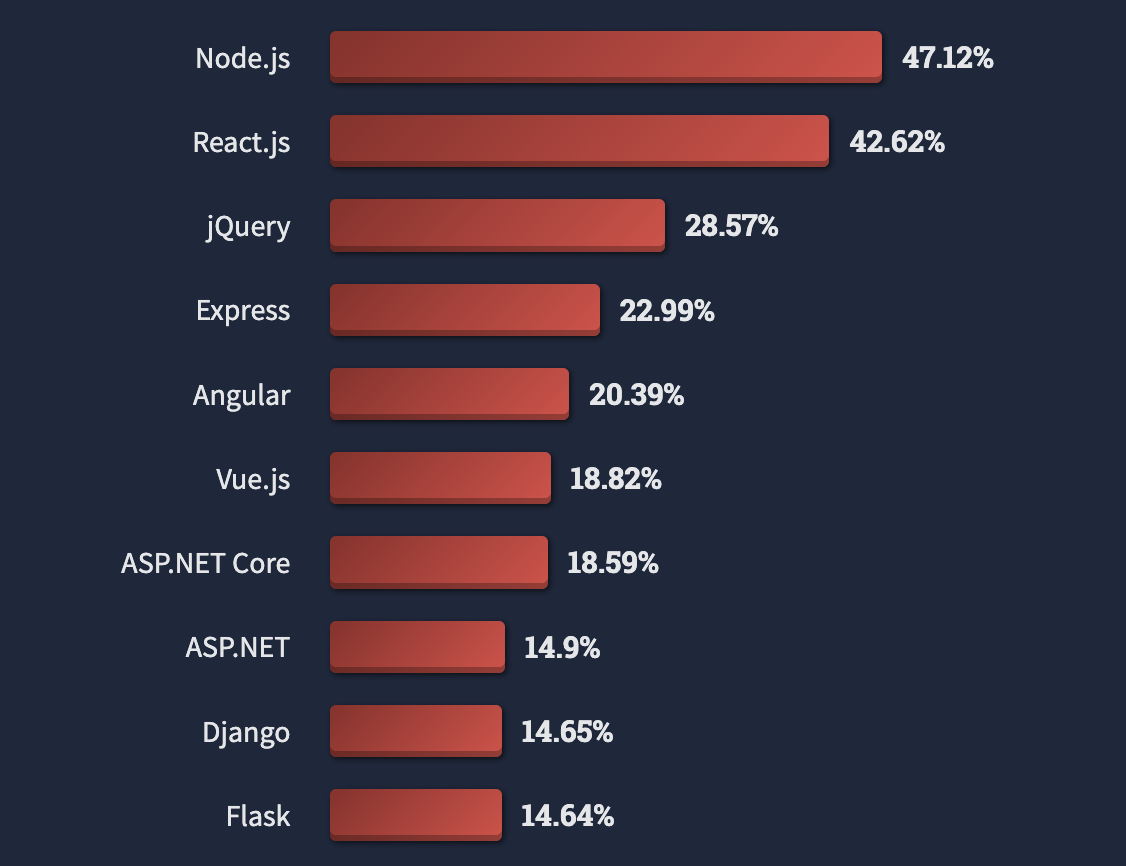 Node.js 47.12%
React.js 42.62%
jQuery 28.57%
Express 22.99%
Angular 20.39%
Vue.js 18.82%
ASP.NET Core 18.59%
ASP.NET 14.9%
Django 14.65%
Flask 14.64%